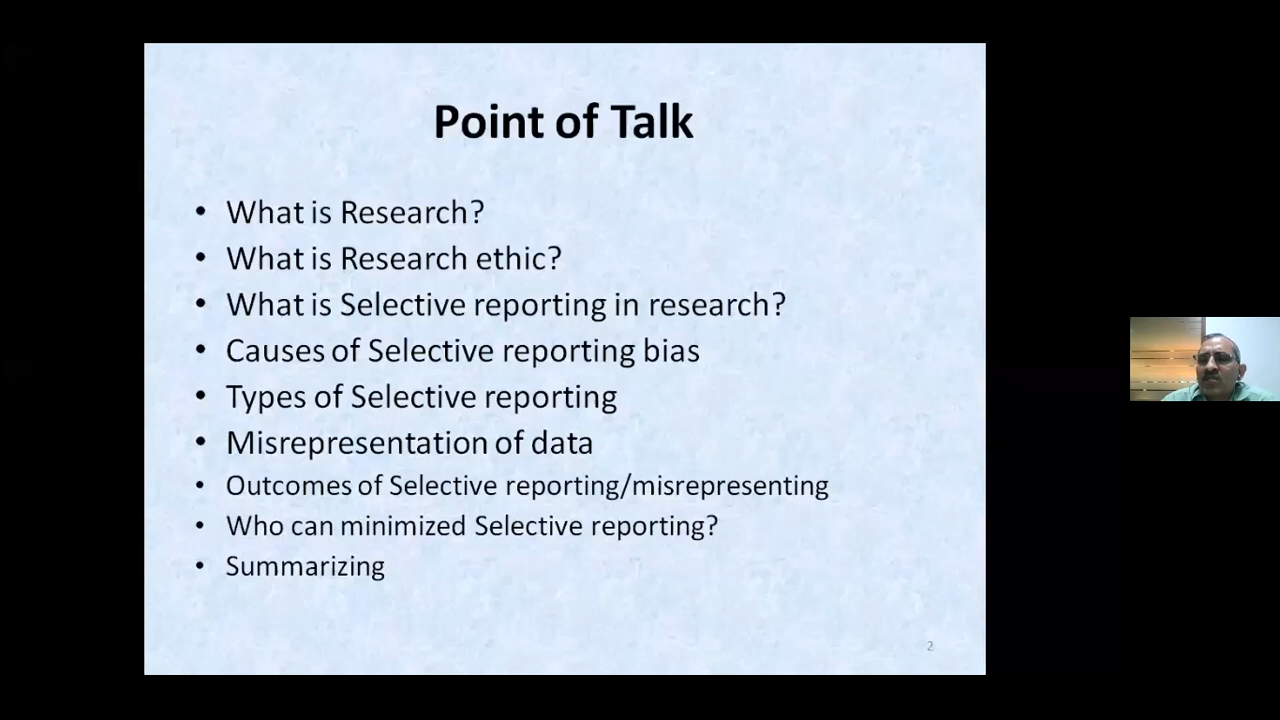 Point of Talk
• What is Research?
• What is Research ethic?
• What is Selective reporting in research?
• Causes of Selective reporting bias
• Types of Selective reporting
• Misrepresentation of data
• Outcomes of Selective reporting/misrepresenting
• Who can minimized Selective reporting?
• Summarizing
2